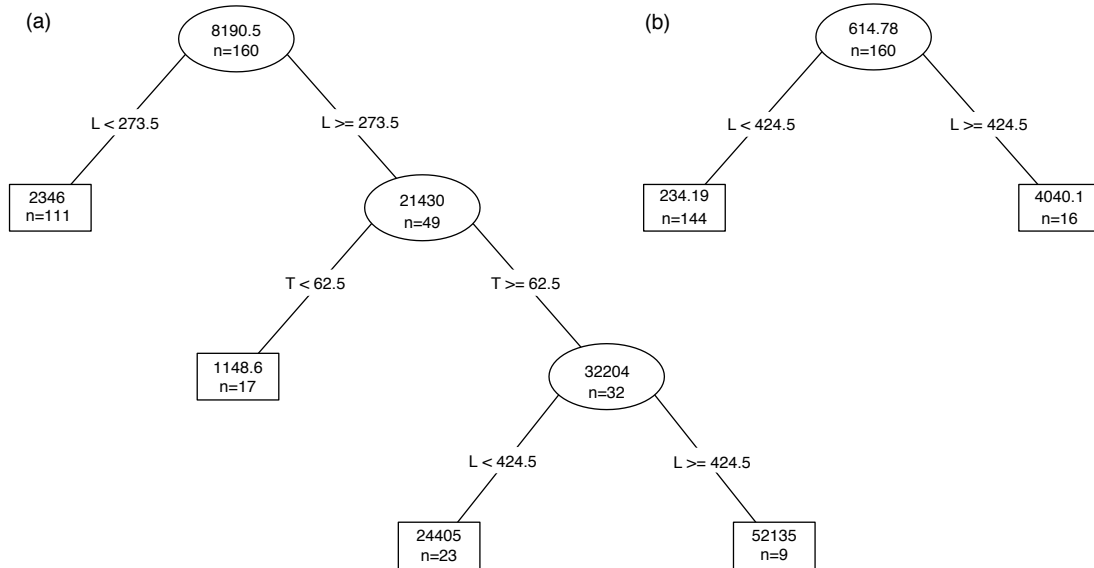 (a)
8190.5
n=160
L < 273.5
L >= 273.5
2346
n=111
21430
n=49
T < 62.5
T >= 62.5
1148.6
n=17
32204
n=32
L < 424.5
L >= 424.5
24405
n=23
52135
n=9
(b)
614.78
n=160
L < 424.5
L >= 424.5
234.19
n=144
4040.1
n=16